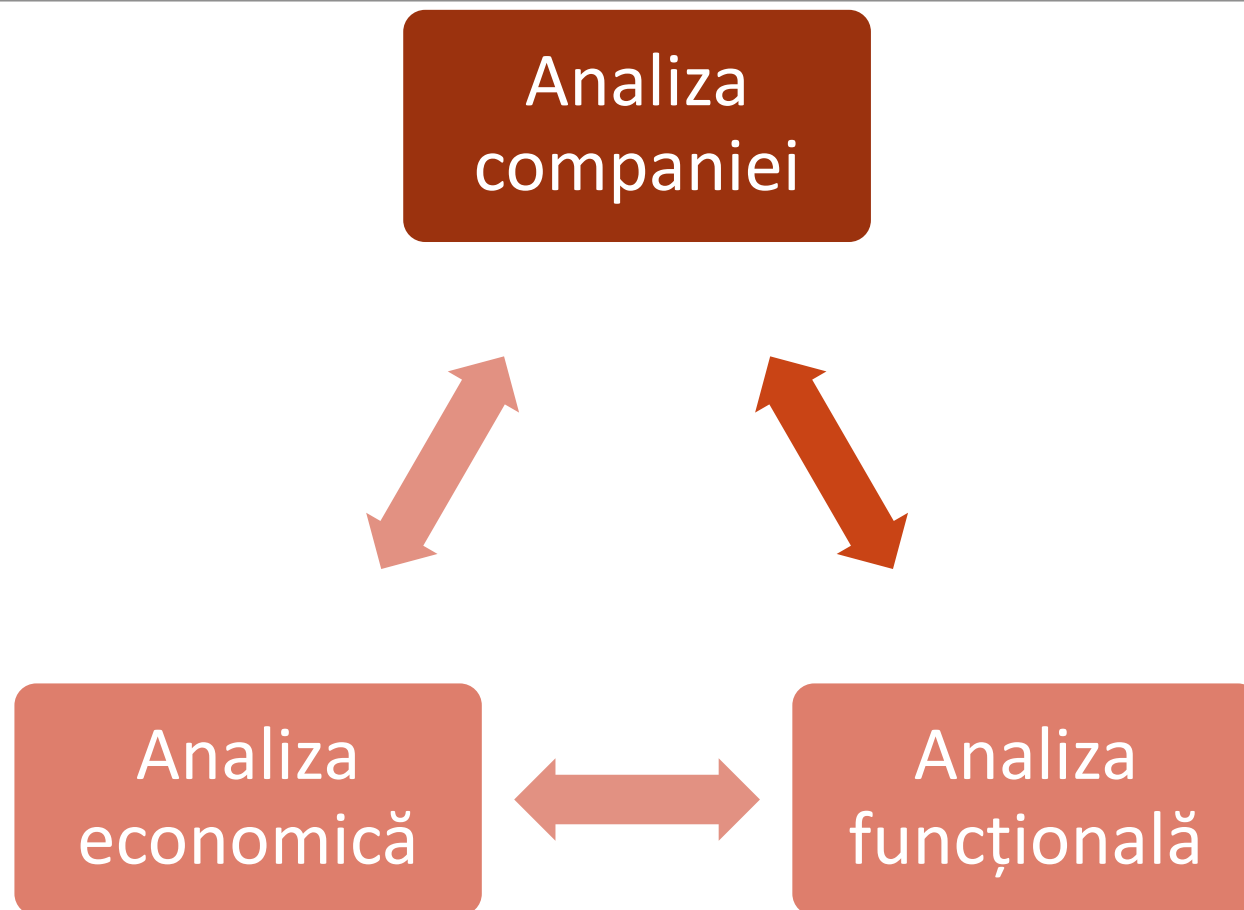 Analiza
companiei
Analiza
economică
Analiza
funcțională